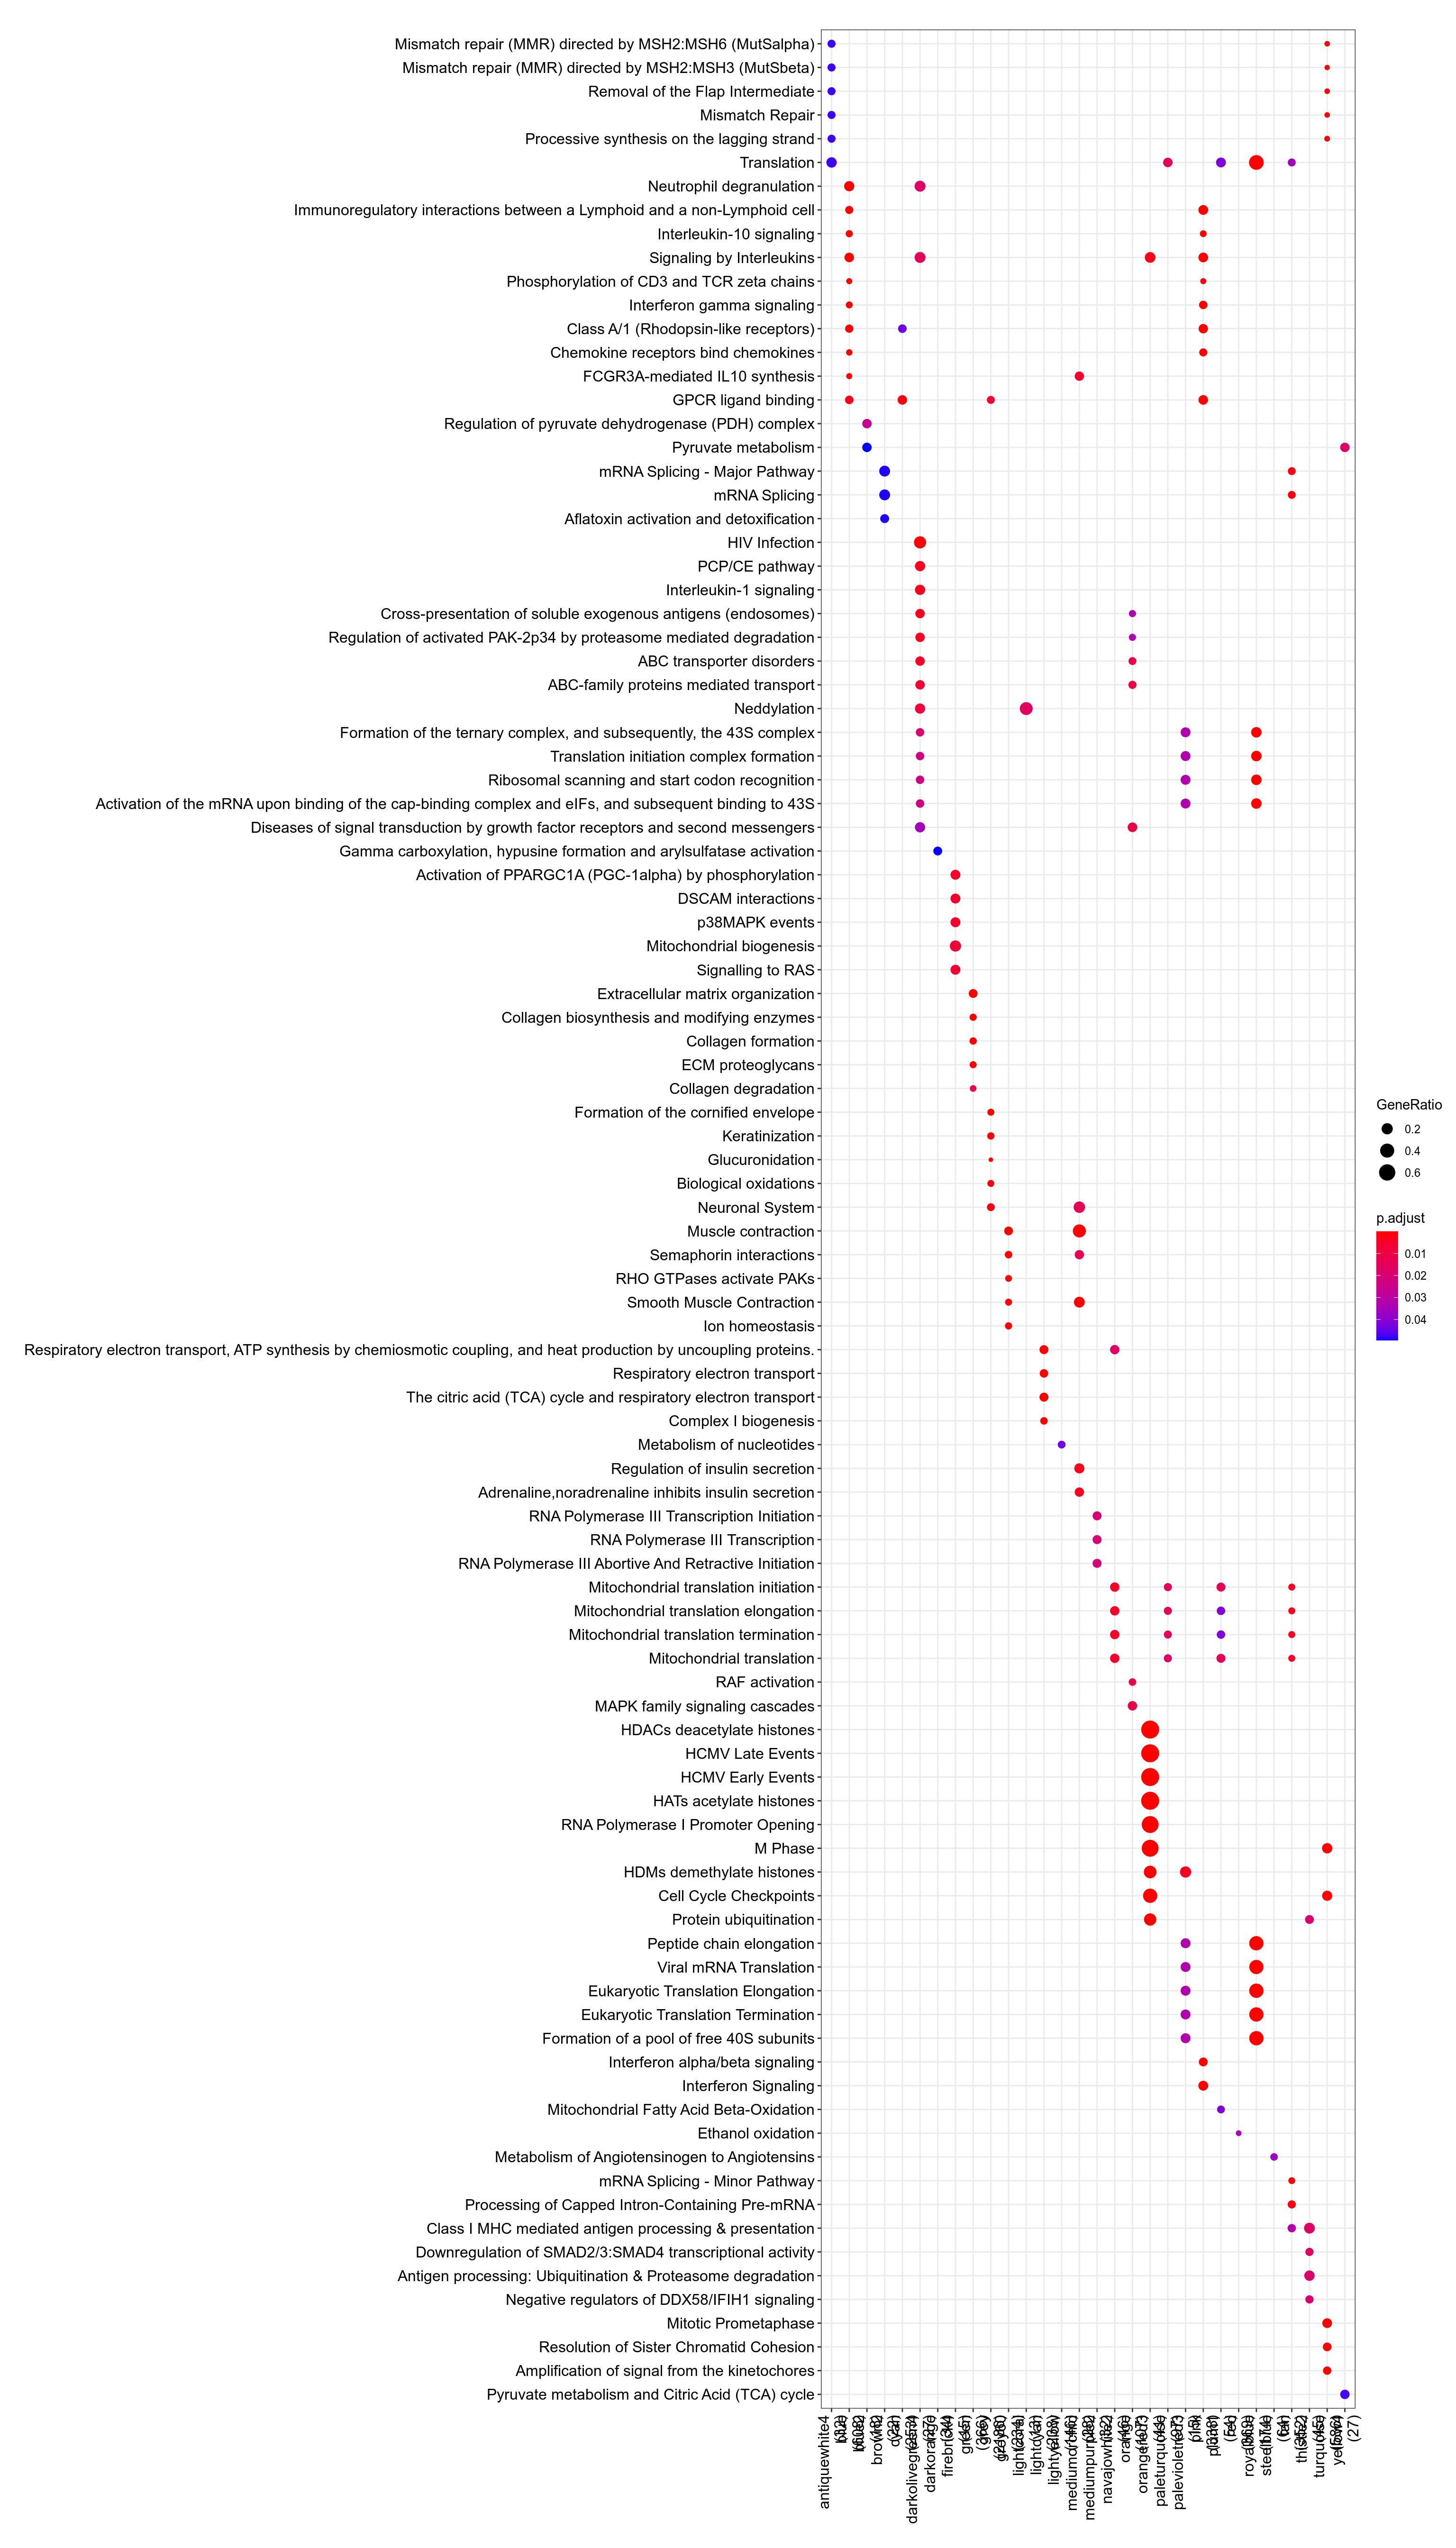 Mismatch repair (MMR) directed by MSH2:MSH6 (MutSalpha)
Mismatch repair (MMR) directed by MSH2:MSH3 (MutSbeta)
Removal of the Flap Intermediate
Mismatch Repair
Processive synthesis on the lagging strand
Translation
Neutrophil degranulation
Immunoregulatory interactions between a Lymphoid and a non-Lymphoid cell
Interleukin-10 signaling
Signaling by Interleukins
Phosphorylation of CD3 and TCR zeta chains
Interferon gamma signaling
Class A/1 (Rhodopsin-like receptors)
Chemokine receptors bind chemokines
FCGR3A-mediated IL10 synthesis
GPCR ligand binding
Regulation of pyruvate dehydrogenase (PDH) complex
Pyruvate metabolism
mRNA Splicing - Major Pathway
mRNA Splicing
Aflatoxin activation and detoxification
HIV Infection
PCP/CE pathway
Interleukin-1 signaling
Cross-presentation of soluble exogenous antigens (endosomes)
Regulation of activated PAK-2p34 by proteasome mediated degradation
ABC transporter disorders
ABC-family proteins mediated transport
Neddylation
Formation of the ternary complex, and subsequently, the 43S complex
Translation initiation complex formation
Ribosomal scanning and start codon recognition
Activation of the mRNA upon binding of the cap-binding complex and eIFs, and subsequent binding to 43S
Diseases of signal transduction by growth factor receptors and second messengers
Gamma carboxylation, hypusine formation and arylsulfatase activation
Activation of PPARGC1A (PGC-1alpha) by phosphorylation
DSCAM interactions
p38MAPK events
Mitochondrial biogenesis
Signalling to RAS
Extracellular matrix organization
Collagen biosynthesis and modifying enzymes
Collagen formation
ECM proteoglycans
Collagen degradation
Formation of the cornified envelope
Keratinization
Glucuronidation
Biological oxidations
Neuronal System
Muscle contraction
Semaphorin interactions
RHO GTPases activate PAKs
Smooth Muscle Contraction
Ion homeostasis
Respiratory electron transport, ATP synthesis by chemiosmotic coupling, and heat production by uncoupling proteins.
Respiratory electron transport
The citric acid (TCA) cycle and respiratory electron transport
Complex I biogenesis
Metabolism of nucleotides
Regulation of insulin secretion
Adrenaline,noradrenaline inhibits insulin secretion
RNA Polymerase III Transcription Initiation
RNA Polymerase III Transcription
RNA Polymerase III Abortive And Retractive Initiation
Mitochondrial translation initiation
Mitochondrial translation elongation
Mitochondrial translation termination
Mitochondrial translation
RAF activation
MAPK family signaling cascades
HDACs deacetylate histones
HCMV Late Events
HCMV Early Events
HATs acetylate histones
RNA Polymerase I Promoter Opening
M Phase
HDMs demethylate histones
Cell Cycle Checkpoints
Protein ubiquitination
Peptide chain elongation
Viral mRNA Translation
Eukaryotic Translation Elongation
Eukaryotic Translation Termination
Formation of a pool of free 40S subunits
Interferon alpha/beta signaling
Interferon Signaling
Mitochondrial Fatty Acid Beta-Oxidation
Ethanol oxidation
Metabolism of Angiotensinogen to Angiotensins
mRNA Splicing - Minor Pathway
Processing of Capped Intron-Containing Pre-mRNA
Class I MHC mediated antigen processing & presentation
Downregulation of SMAD2/3:SMAD4 transcriptional activity
Antigen processing: Ubiquitination & Proteasome degradation
Negative regulators of DDX58/IFIH1 signaling
Mitotic Prometaphase
Resolution of Sister Chromatid Cohesion
Amplification of signal from the kinetochores
Pyruvate metabolism and Citric Acid (TCA) cycle
GeneRatio
0.2
0.4
0.6
p.adjust
0.01
0.02
0.03
0.04
antiquewhite4
blue
cyan
darkorange
green
grey
orange
pink
red
royalblue
steelblue
tan
turquoise
(27)